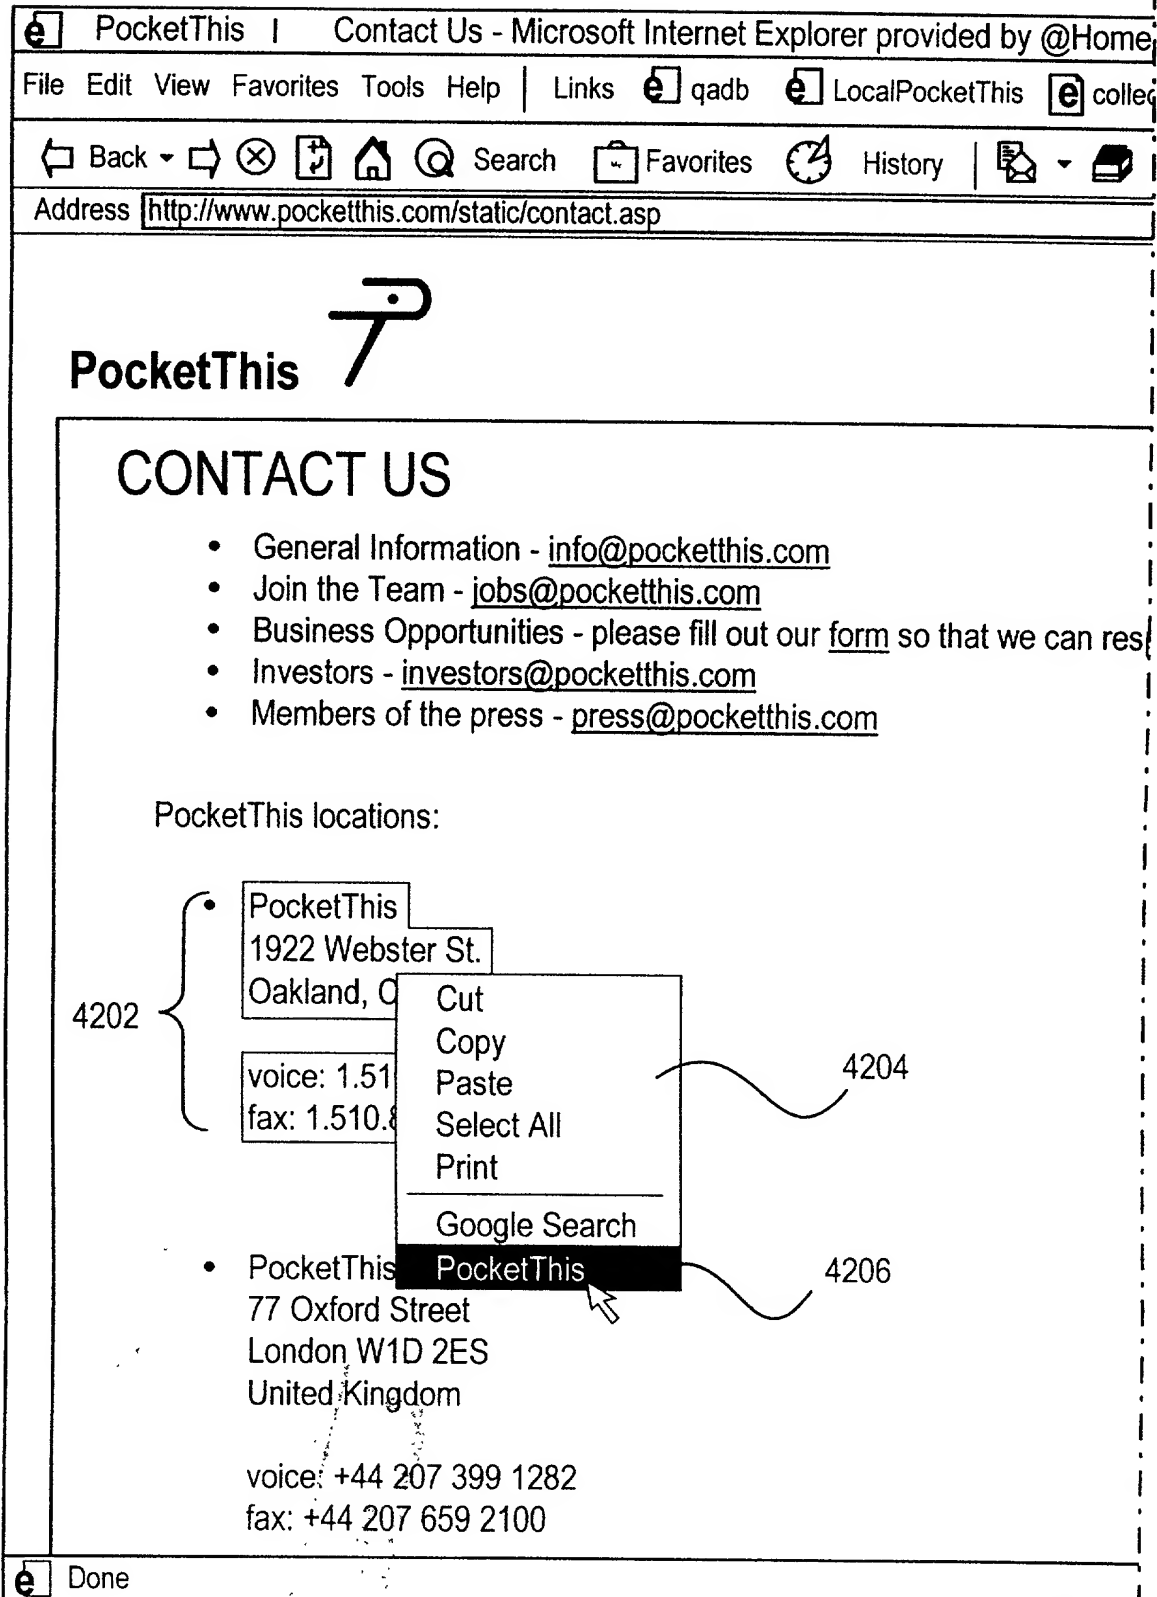 PocketThis | Contact Us - Microsoft Internet Explorer provided by @Home
File Edit View Favorites Tools Help | Links qadb LocalPocketThis
Back Search Favorites History
Address http://www.pocketthis.com/static/contact.asp
PocketThis
CONTACT US
• General Information - info@pocketthis.com
• Join the Team - jobs@pocketthis.com
• Business Opportunities - please fill out our form so that we can
• Investors - investors@pocketthis.com
• Members of the press - press@pocketthis.com
PocketThis locations:
• PocketThis
1922 Webster St.
Oakland,
4202
voice: 1.51
fax: 1.510.
Cut
Copy
Paste
Select All
Print
Google Search
PocketThis
4204
4206
• PocketThis
77 Oxford Street
London W1D 2ES
United Kingdom
voice: +44 207 399 1282
fax: +44 207 659 2100
Done